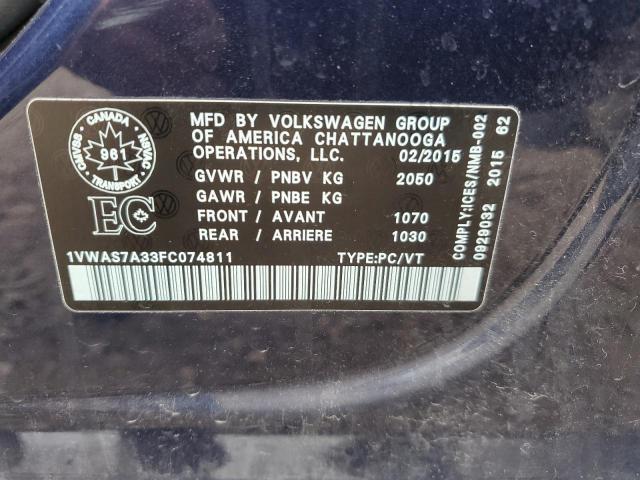 CANADA
CMVSS
NSVAC
961
TRANSPORT
EC
MFD BY VOLKSWAGEN GROUP
OF AMERICA CHATTANOOGA
OPERATIONS, LLC. 02/2015
GVWR / PNBV KG 2050
GAWR / PNBE KG
FRONT / AVANT 1070
REAR / ARRIERE 1030
1VWAS7A33FC074811 TYPE:PC/VT
COMPLY:ICES/NMB-002
0929032 2015 62